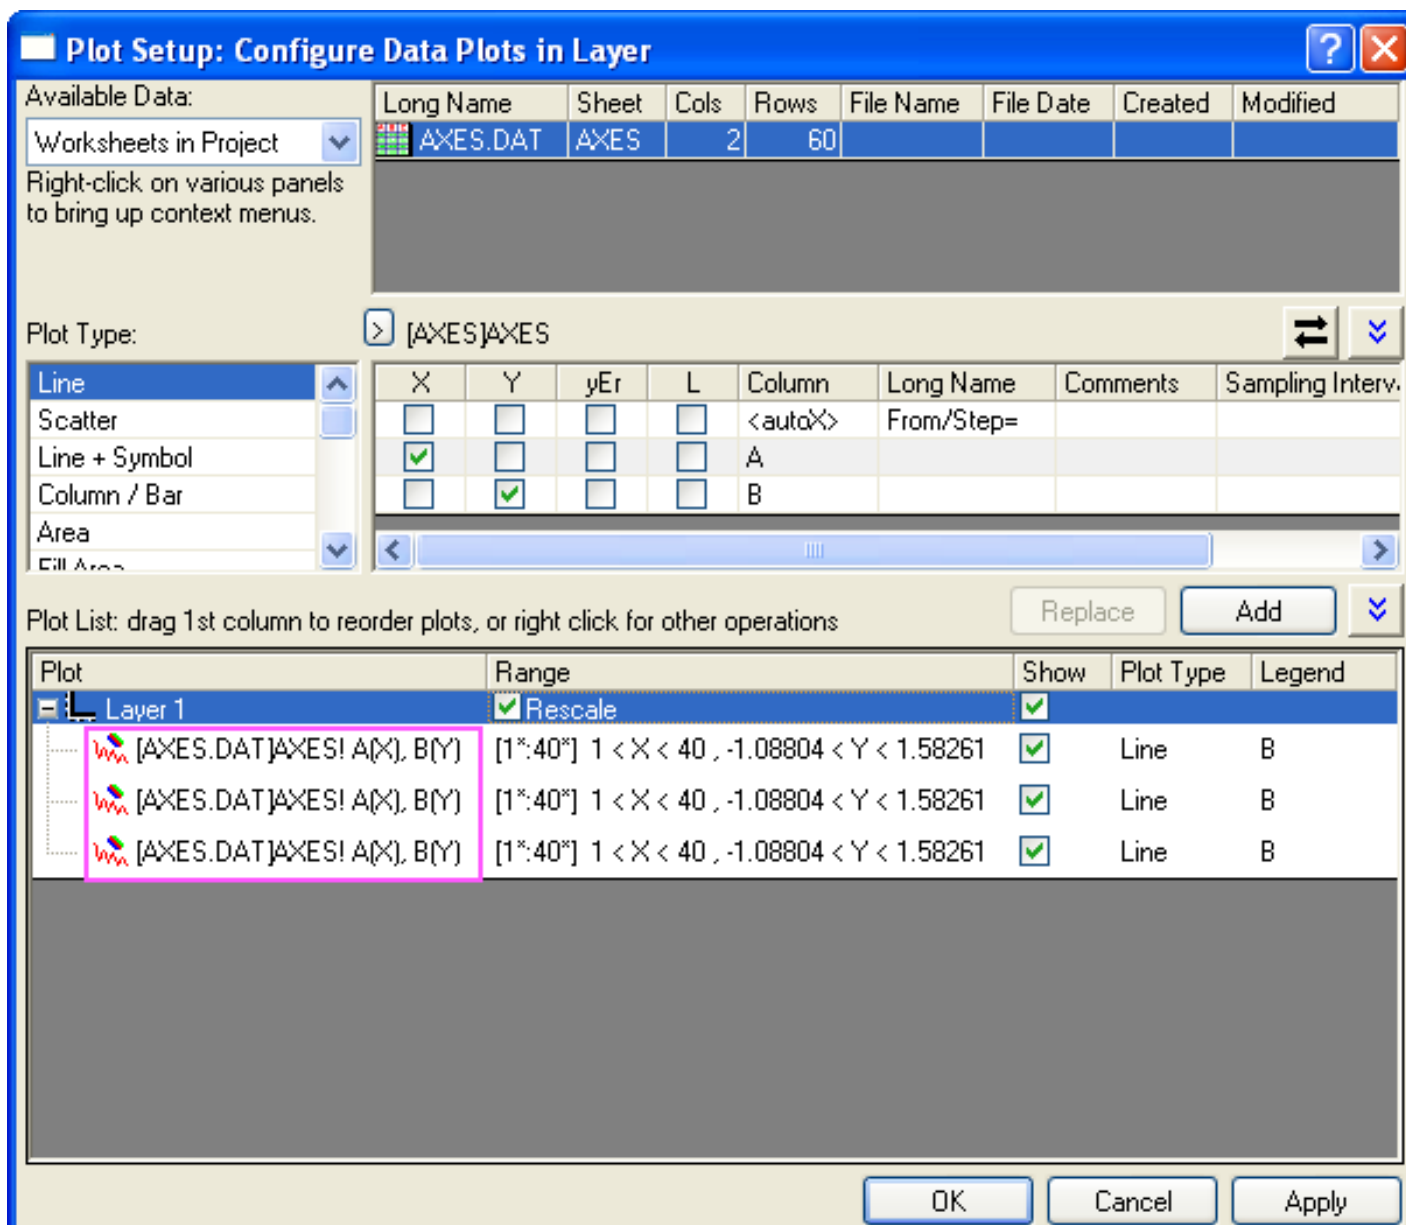 Plot Setup: Configure Data Plots in Layer
Available Data:
Worksheets in Project
Right-click on various panels
to bring up context menus.
Long Name Sheet Cols Rows File Name File Date Created Modified
AXES.DAT AXES 2 60
Plot Type:
> [AXES]AXES
Line
Scatter
Line + Symbol
Column / Bar
Area
Fill Area
X Y yEr L Column Long Name Comments Sampling Interv
<autoX> From/Step=
A
B
Plot List: drag 1st column to reorder plots, or right click for other operations
Replace Add
Plot Range Show Plot Type Legend
Layer 1 Rescale
[AXES.DAT]AXES! A(X), B(Y) [1*:40*] 1 < X < 40 , -1.08804 < Y < 1.58261 Line B
[AXES.DAT]AXES! A(X), B(Y) [1*:40*] 1 < X < 40 , -1.08804 < Y < 1.58261 Line B
[AXES.DAT]AXES! A(X), B(Y) [1*:40*] 1 < X < 40 , -1.08804 < Y < 1.58261 Line B
OK Cancel Apply